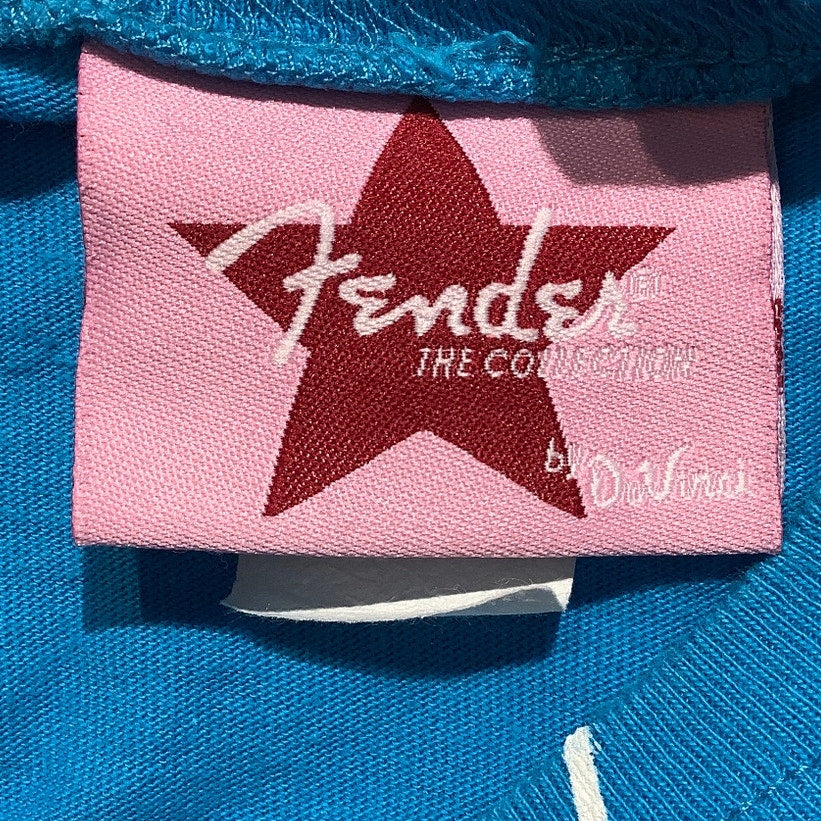 Fender
THE COLLECTION
by DaVinci